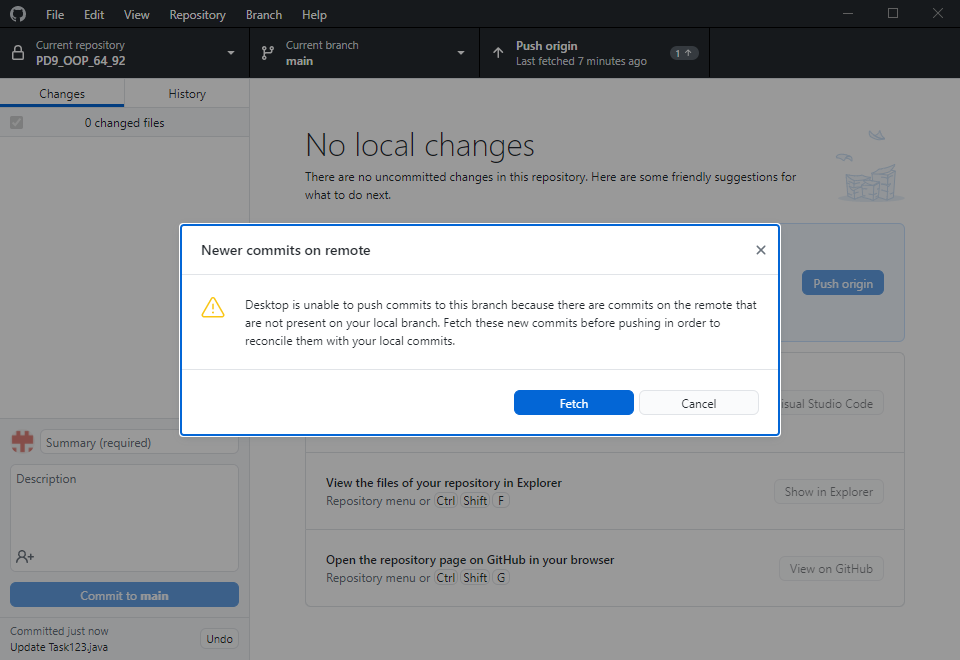 File Edit View Repository Branch Help
Current repository
PD9_OOP_64_92
Current branch
main
Push origin
Last fetched 7 minutes ago
1
Changes
History
0 changed files
No local changes
There are no uncommitted changes in this repository. Here are some friendly suggestions for
what to do next.
Push origin
Newer commits on remote
Desktop is unable to push commits to this branch because there are commits on the remote that
are not present on your local branch. Fetch these new commits before pushing in order to
reconcile them with your local commits.
Fetch
Cancel
Visual Studio Code
Summary (required)
Description
Commit to main
Committed just now
Update Task123.java
Undo
View the files of your repository in Explorer
Repository menu or Ctrl Shift F
Show in Explorer
Open the repository page on GitHub in your browser
Repository menu or Ctrl Shift G
View on GitHub